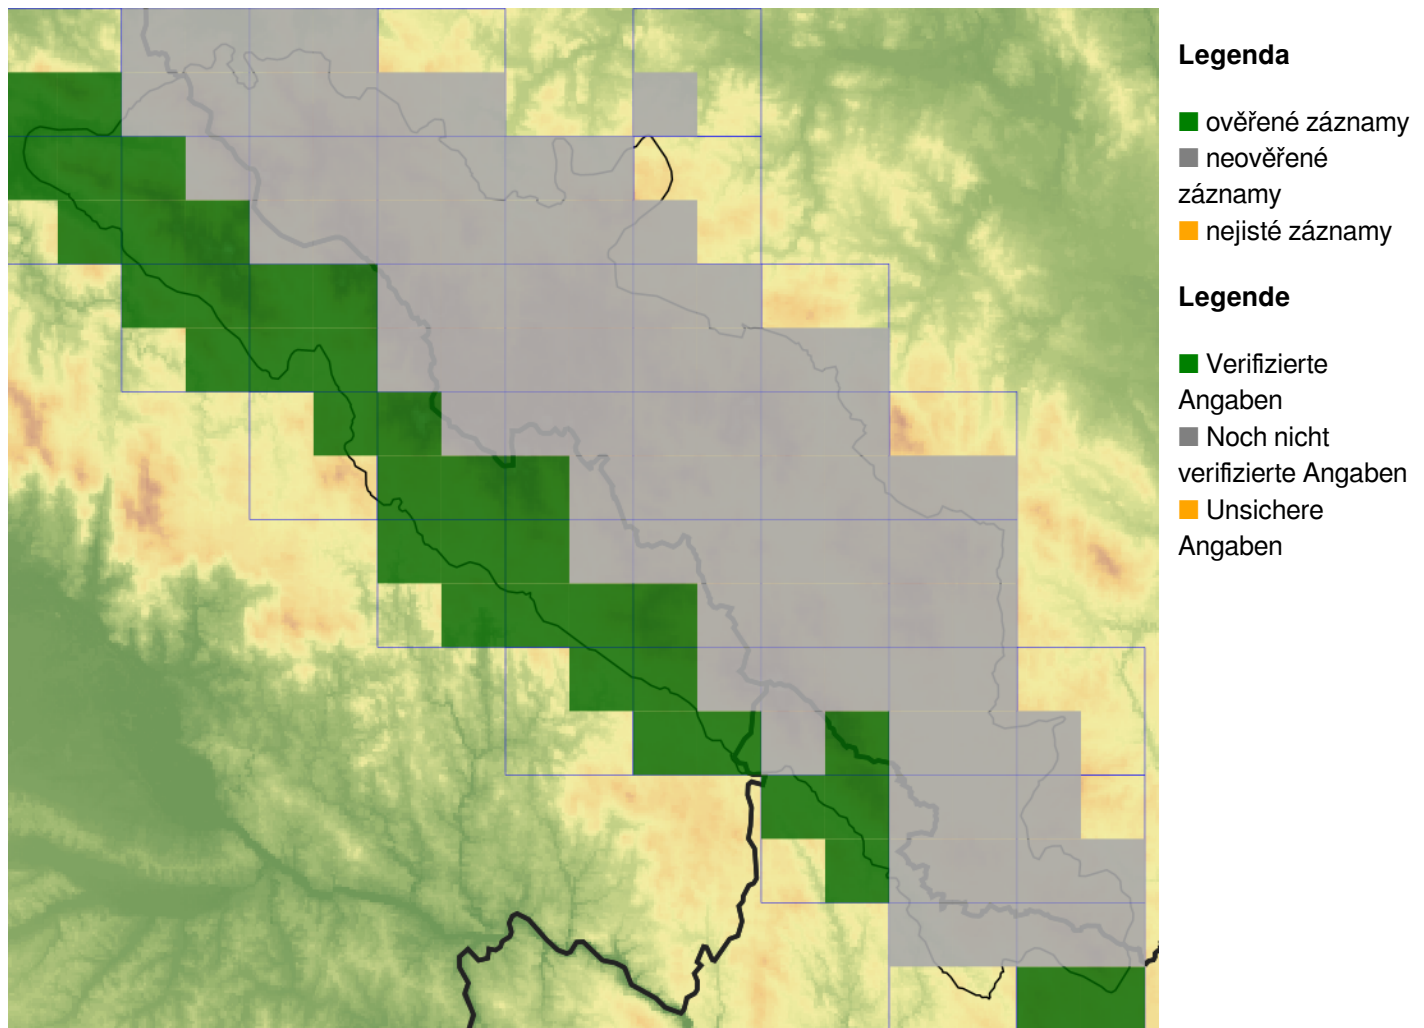 Legenda
ověřené záznamy
neověřené
záznamy
nejisté záznamy
Legende
Verifizierte
Angaben
Noch nicht
verifizierte Angaben
Unsichere
Angaben